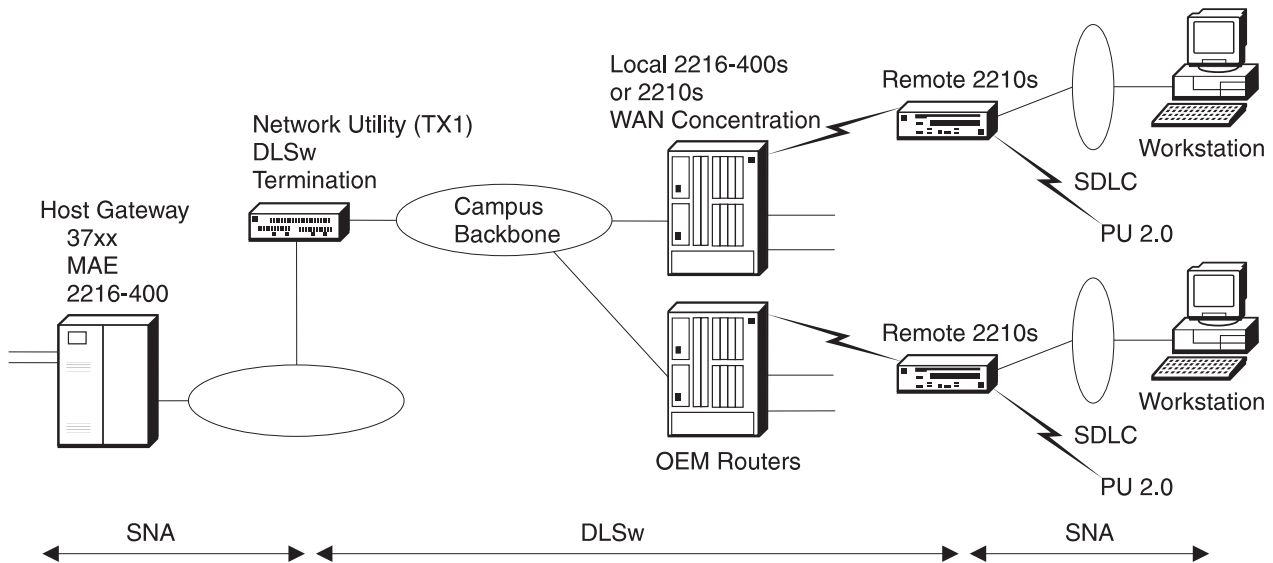 Local 2216-400s
or 2210s
WAN Concentration
Remote 2210s
Workstation
SDLC
PU 2.0
Network Utility (TX1)
DLSw
Termination
Campus
Backbone
Host Gateway
37xx
MAE
2216-400
Remote 2210s
Workstation
SDLC
PU 2.0
OEM Routers
SNA
DLSw
SNA